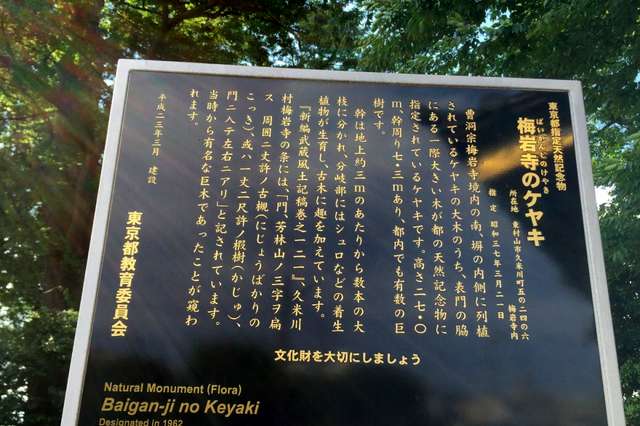 東京都指定天然記念物
ばいがんじのけやき
梅岩寺のケヤキ
所在地 東村山市久米川町五の二四の六
梅岩寺内
指定 昭和三七年三月二一日
曹洞宗梅岩寺境内の南、塀の内側に列植
されているケヤキの大木のうち、表門の脇
にある一際大きい木が都の天然記念物に
指定されているケヤキです。高さ二七・〇
m、幹周り七・三mあり、都内でも有数の巨
樹です。
幹は地上約三mのあたりから数本の大
枝に分かれ、分岐部にはシュロなどの着生
植物が生育し、古木に趣を加えています。
『新編武蔵風土記稿巻之一二一』、久米川
村梅岩寺の条には、「門、芳林山ノ三字ヲ扁
ス 周囲二丈許ノ古槻(にじょうばかりの
こっき)、或ハ一丈二尺許ノ椵樹(かじゅ)、
門ニ入テ左右ニアリ」と記されています。
当時から有名な巨木であったことが窺わ
れます。
平成二三年三月 建設
東京都教育委員会
文化財を大切にしましょう
Natural Monument (Flora)
Baigan-ji no Keyaki
Designated in 1962